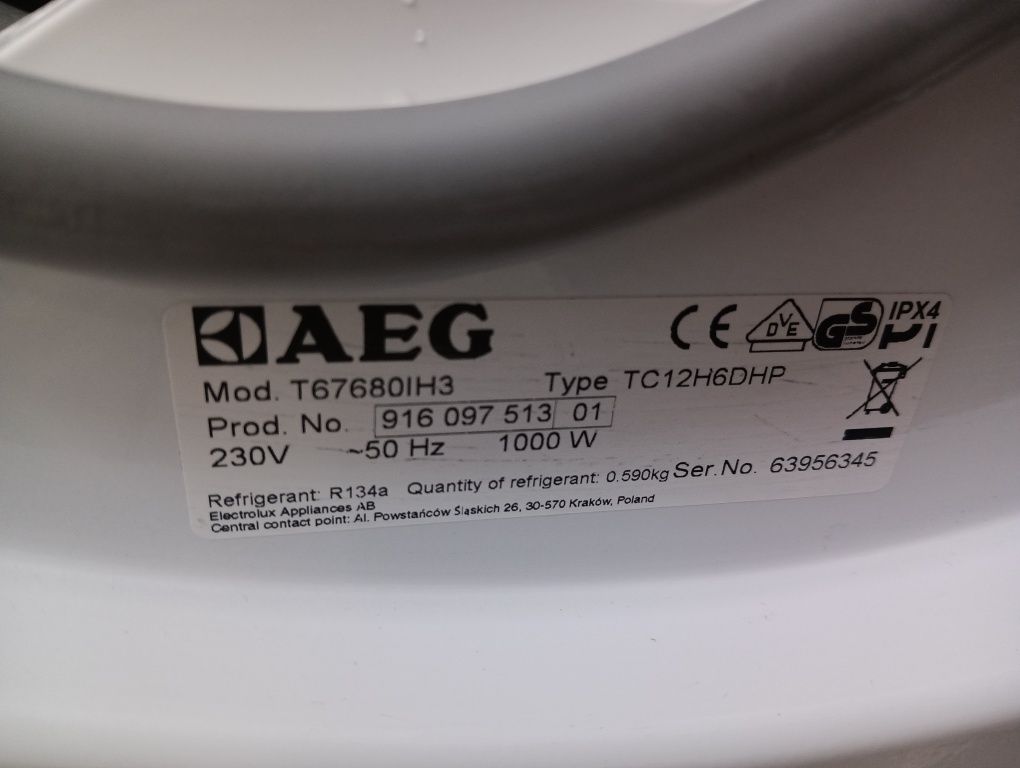 AEG
CE DVE GS IPX4
Mod. T67680IH3 Type TC12H6DHP
Prod. No. 916 097 513 01
230V ~50 Hz 1000 W
Refrigerant: R134a Quantity of refrigerant: 0.590kg Ser. No. 63956345
Electrolux Appliances AB
Central contact point: Al. Powstańców Śląskich 26, 30-570 Kraków, Poland